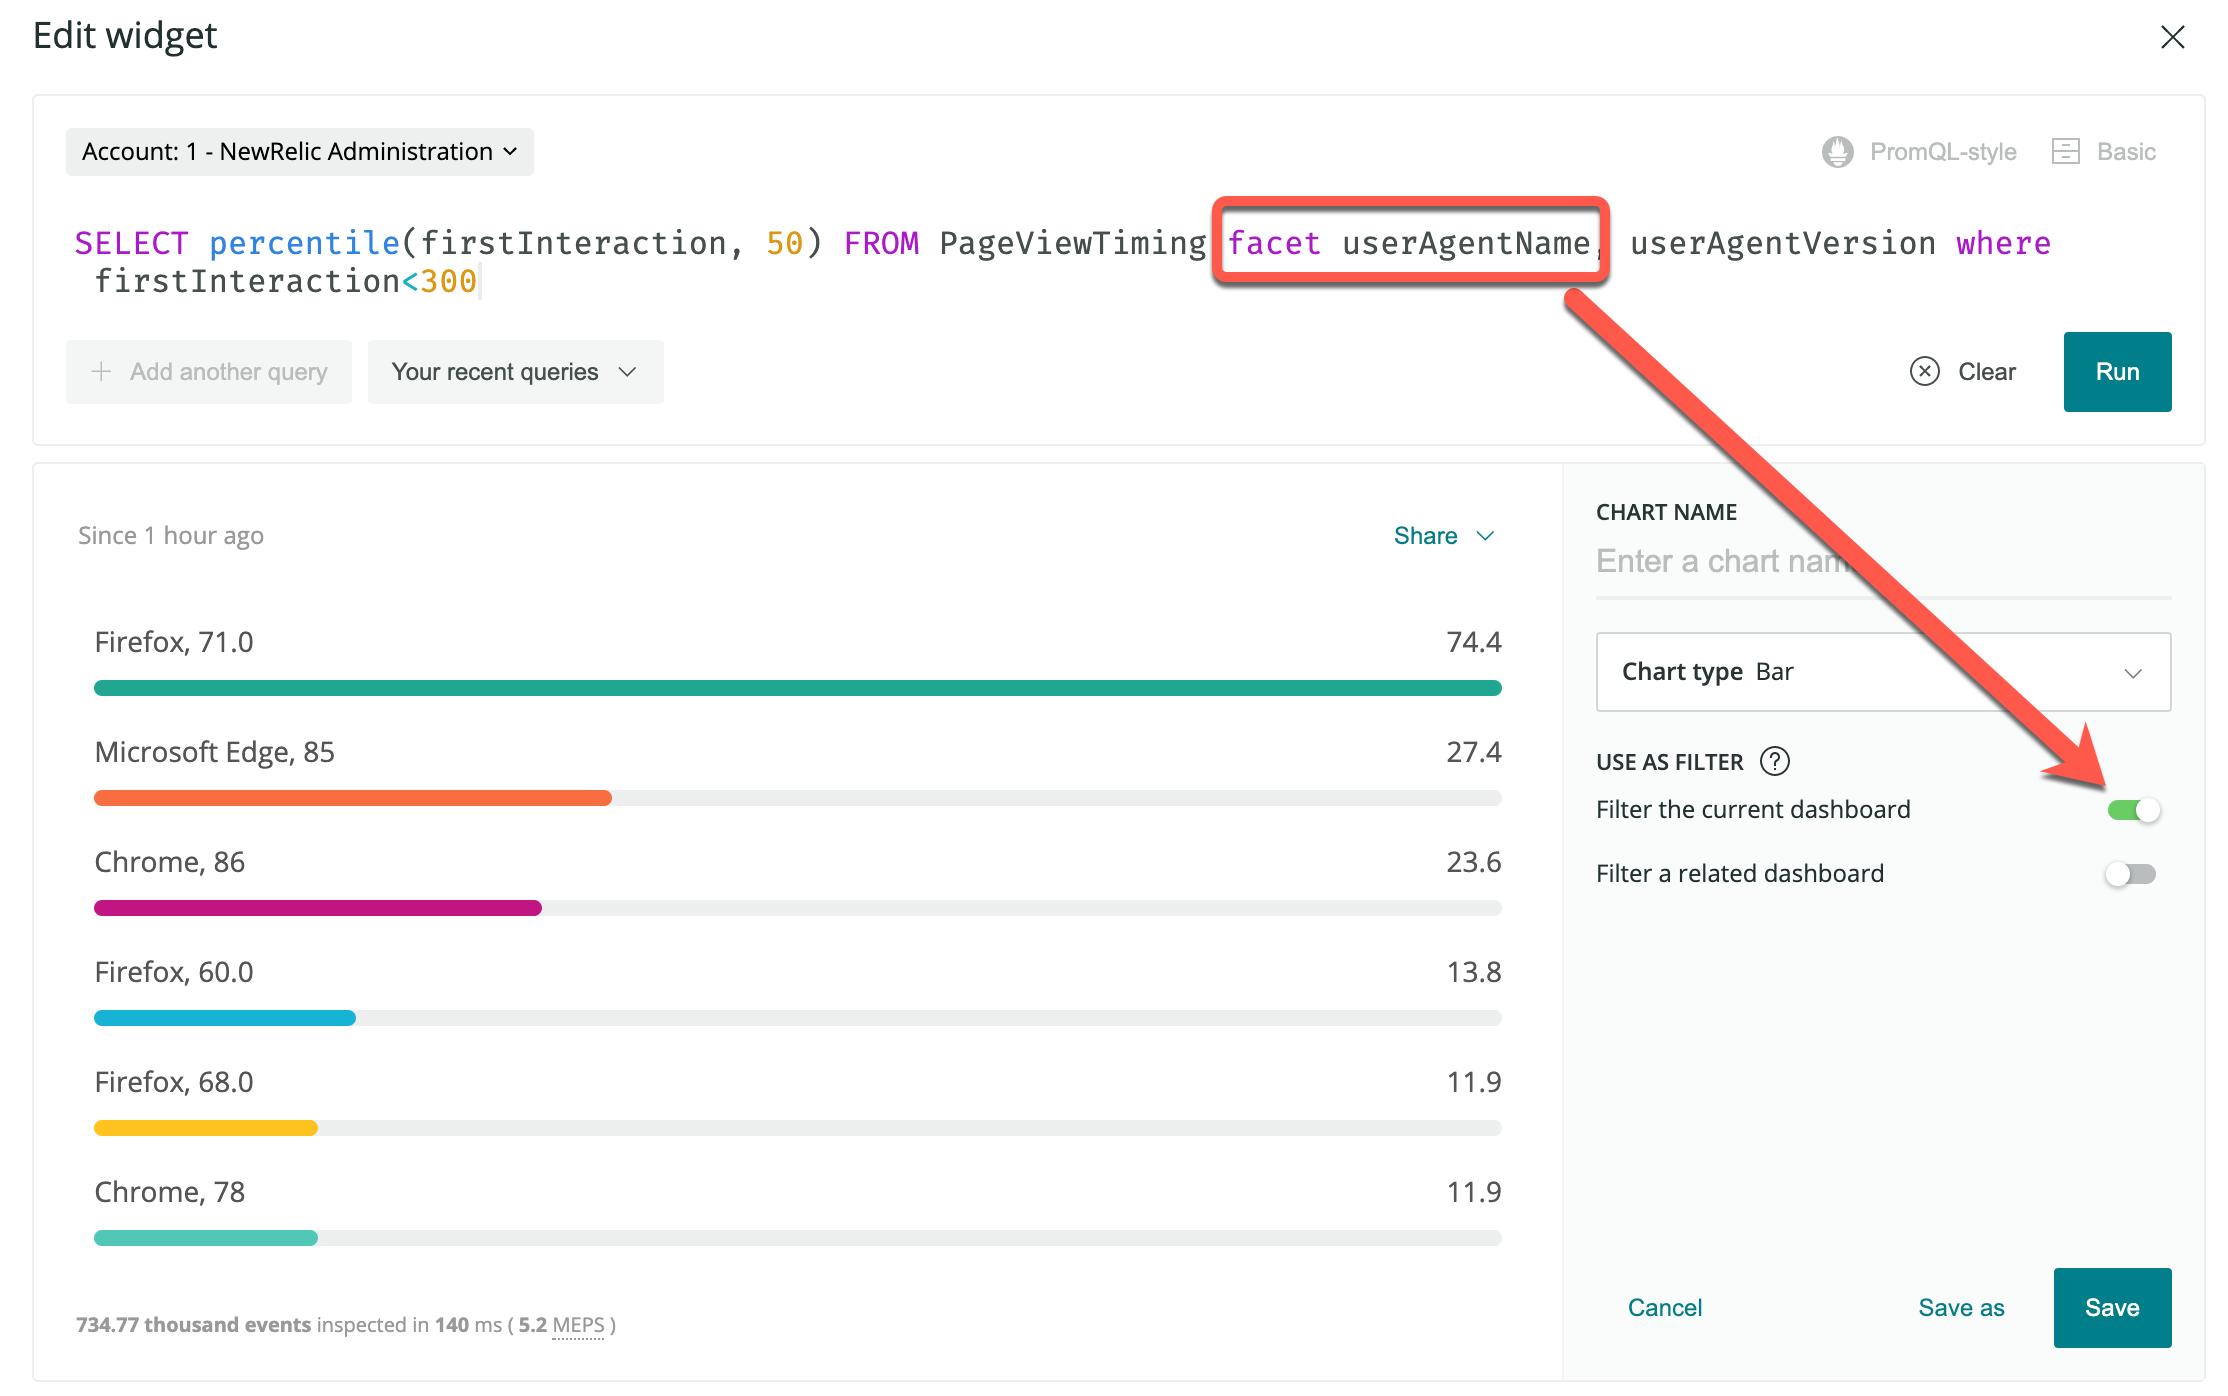 Edit widget
Account: 1 - NewRelic Administration
PromQL-style
Basic
SELECT percentile(firstInteraction, 50) FROM PageViewTiming facet userAgentName, userAgentVersion where
firstInteraction<300
+ Add another query
Your recent queries
Clear
Run
Since 1 hour ago
Share
Firefox, 71.0 74.4
Microsoft Edge, 85 27.4
Chrome, 86 23.6
Firefox, 60.0 13.8
Firefox, 68.0 11.9
Chrome, 78 11.9
734.77 thousand events inspected in 140 ms ( 5.2 MEPS )
CHART NAME
Enter a chart nam
Chart type Bar
USE AS FILTER ?
Filter the current dashboard
Filter a related dashboard
Cancel
Save as
Save